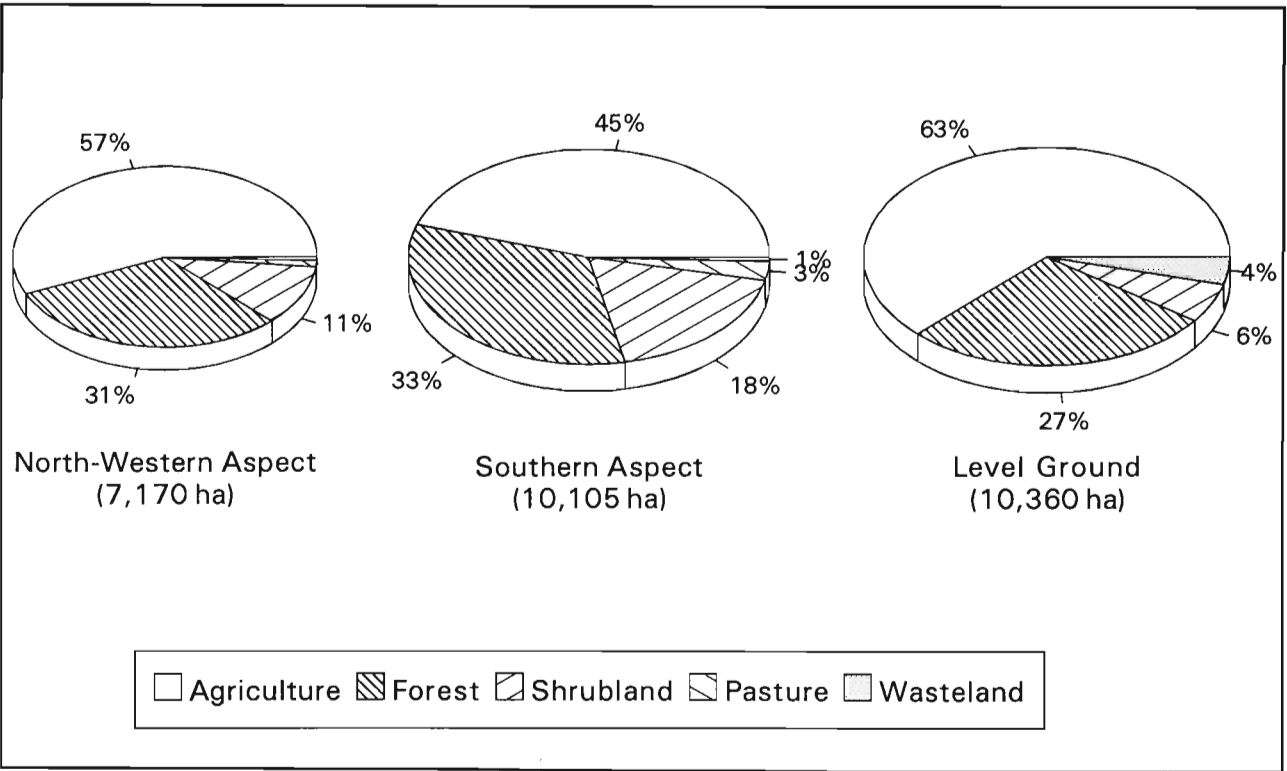 57%
11%
31%
North-Western Aspect
(7,170 ha)
45%
1%
3%
33%
18%
Southern Aspect
(10,105 ha)
63%
4%
6%
27%
Level Ground
(10,360 ha)
Agriculture Forest Shrubland Pasture Wasteland